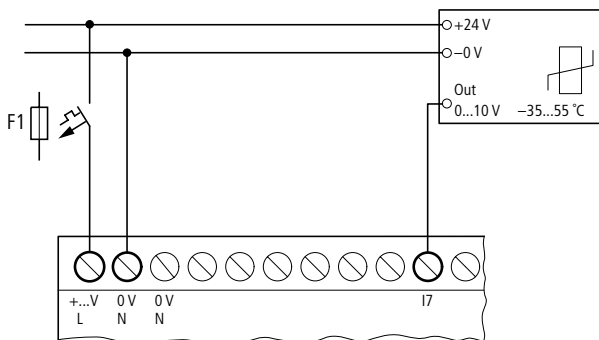 +24 V
–0 V
Out
0...10 V –35...55 °C
F1
+...V 0 V 0 V I7
L N N